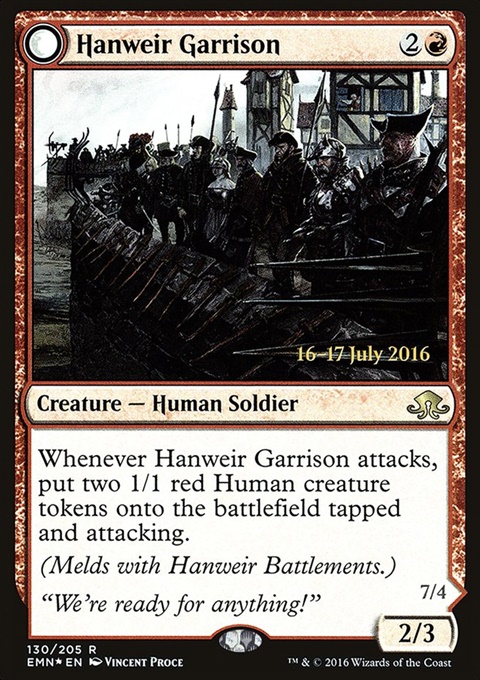 Hanweir Garrison 2
16–17 July 2016
Creature — Human Soldier
Whenever Hanweir Garrison attacks,
put two 1/1 red Human creature
tokens onto the battlefield tapped
and attacking.
(Melds with Hanweir Battlements.)
“We’re ready for anything!”
7/4
2/3
130/205 R
EMN★EN Vincent Proce
™ & © 2016 Wizards of the Coast